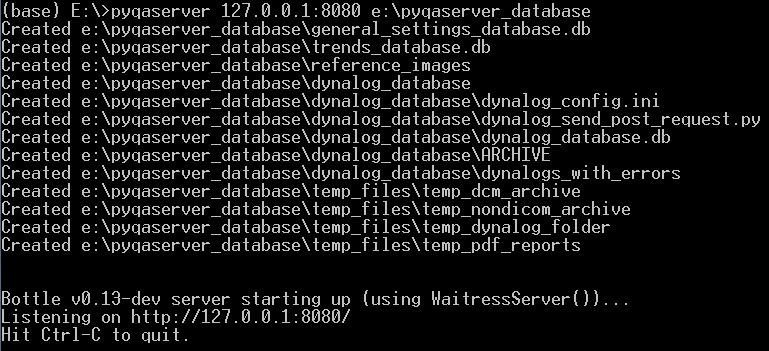 (base) E:\>pyqaserver 127.0.0.1:8080 e:\pyqaserver_database
Created e:\pyqaserver_database\general_settings_database.db
Created e:\pyqaserver_database\trends_database.db
Created e:\pyqaserver_database\reference_images
Created e:\pyqaserver_database\dynalog_database
Created e:\pyqaserver_database\dynalog_database\dynalog_config.ini
Created e:\pyqaserver_database\dynalog_database\dynalog_send_post_request.py
Created e:\pyqaserver_database\dynalog_database\dynalog_database.db
Created e:\pyqaserver_database\dynalog_database\ARCHIVE
Created e:\pyqaserver_database\dynalog_database\dynalogs_with_errors
Created e:\pyqaserver_database\temp_files\temp_dcm_archive
Created e:\pyqaserver_database\temp_files\temp_nondicom_archive
Created e:\pyqaserver_database\temp_files\temp_dynalog_folder
Created e:\pyqaserver_database\temp_files\temp_pdf_reports
Bottle v0.13-dev server starting up (using WaitressServer())...
Listening on http://127.0.0.1:8080/
Hit Ctrl-C to quit.